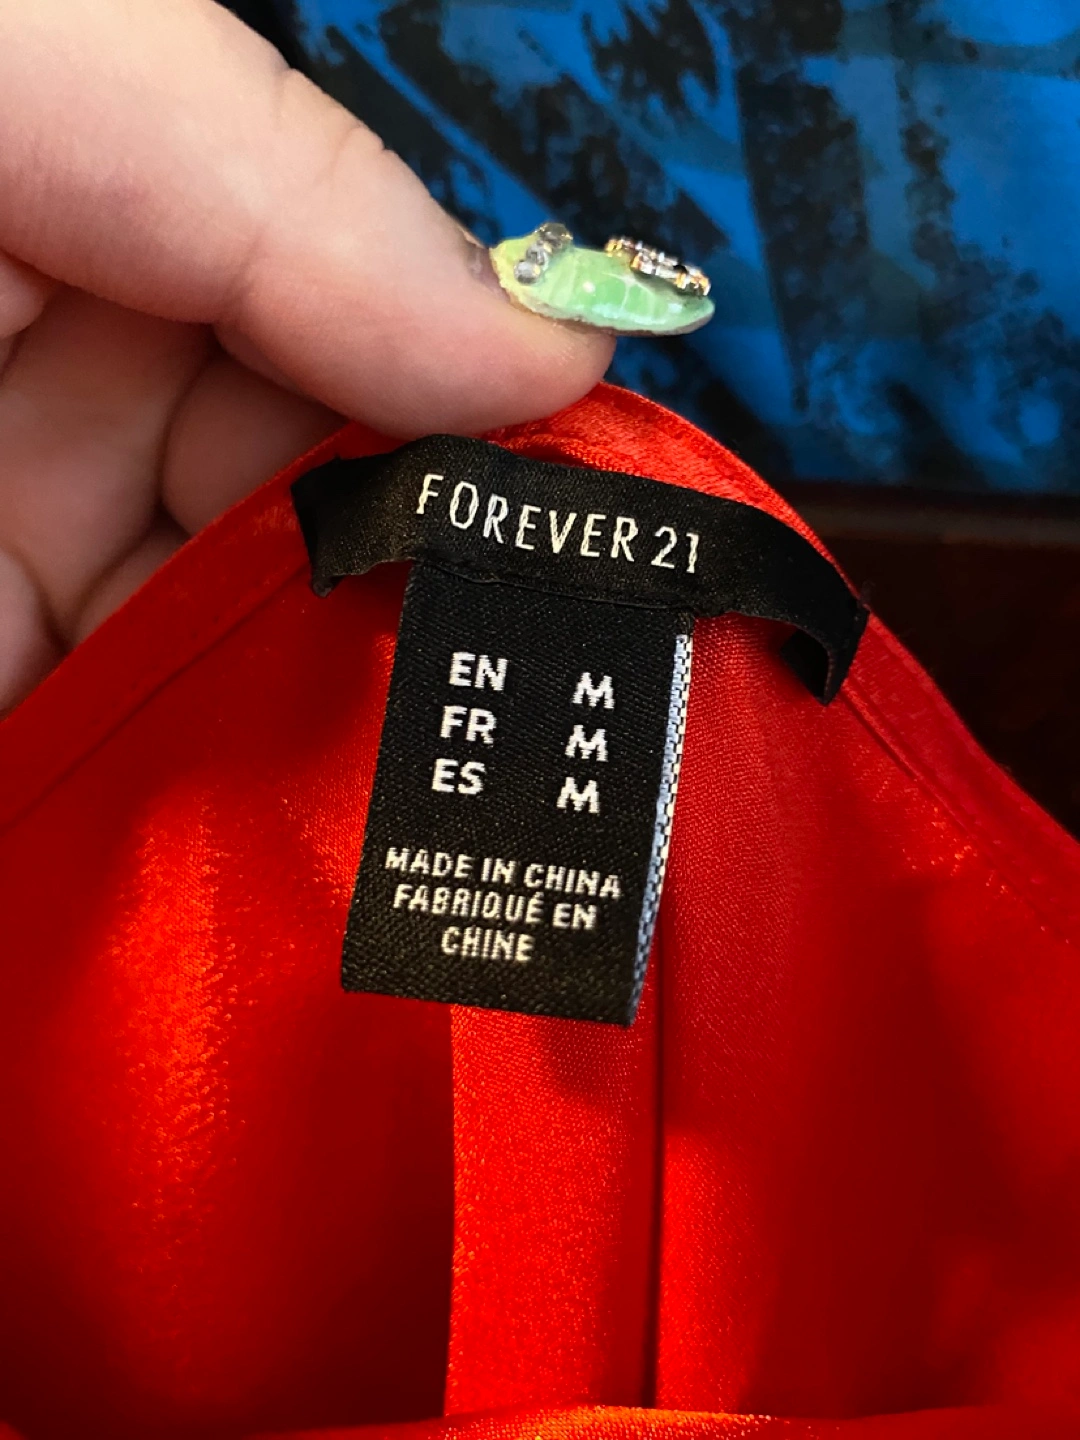 FOREVER 21
EN M
FR M
ES M
MADE IN CHINA
FABRIQUÉ EN
CHINE